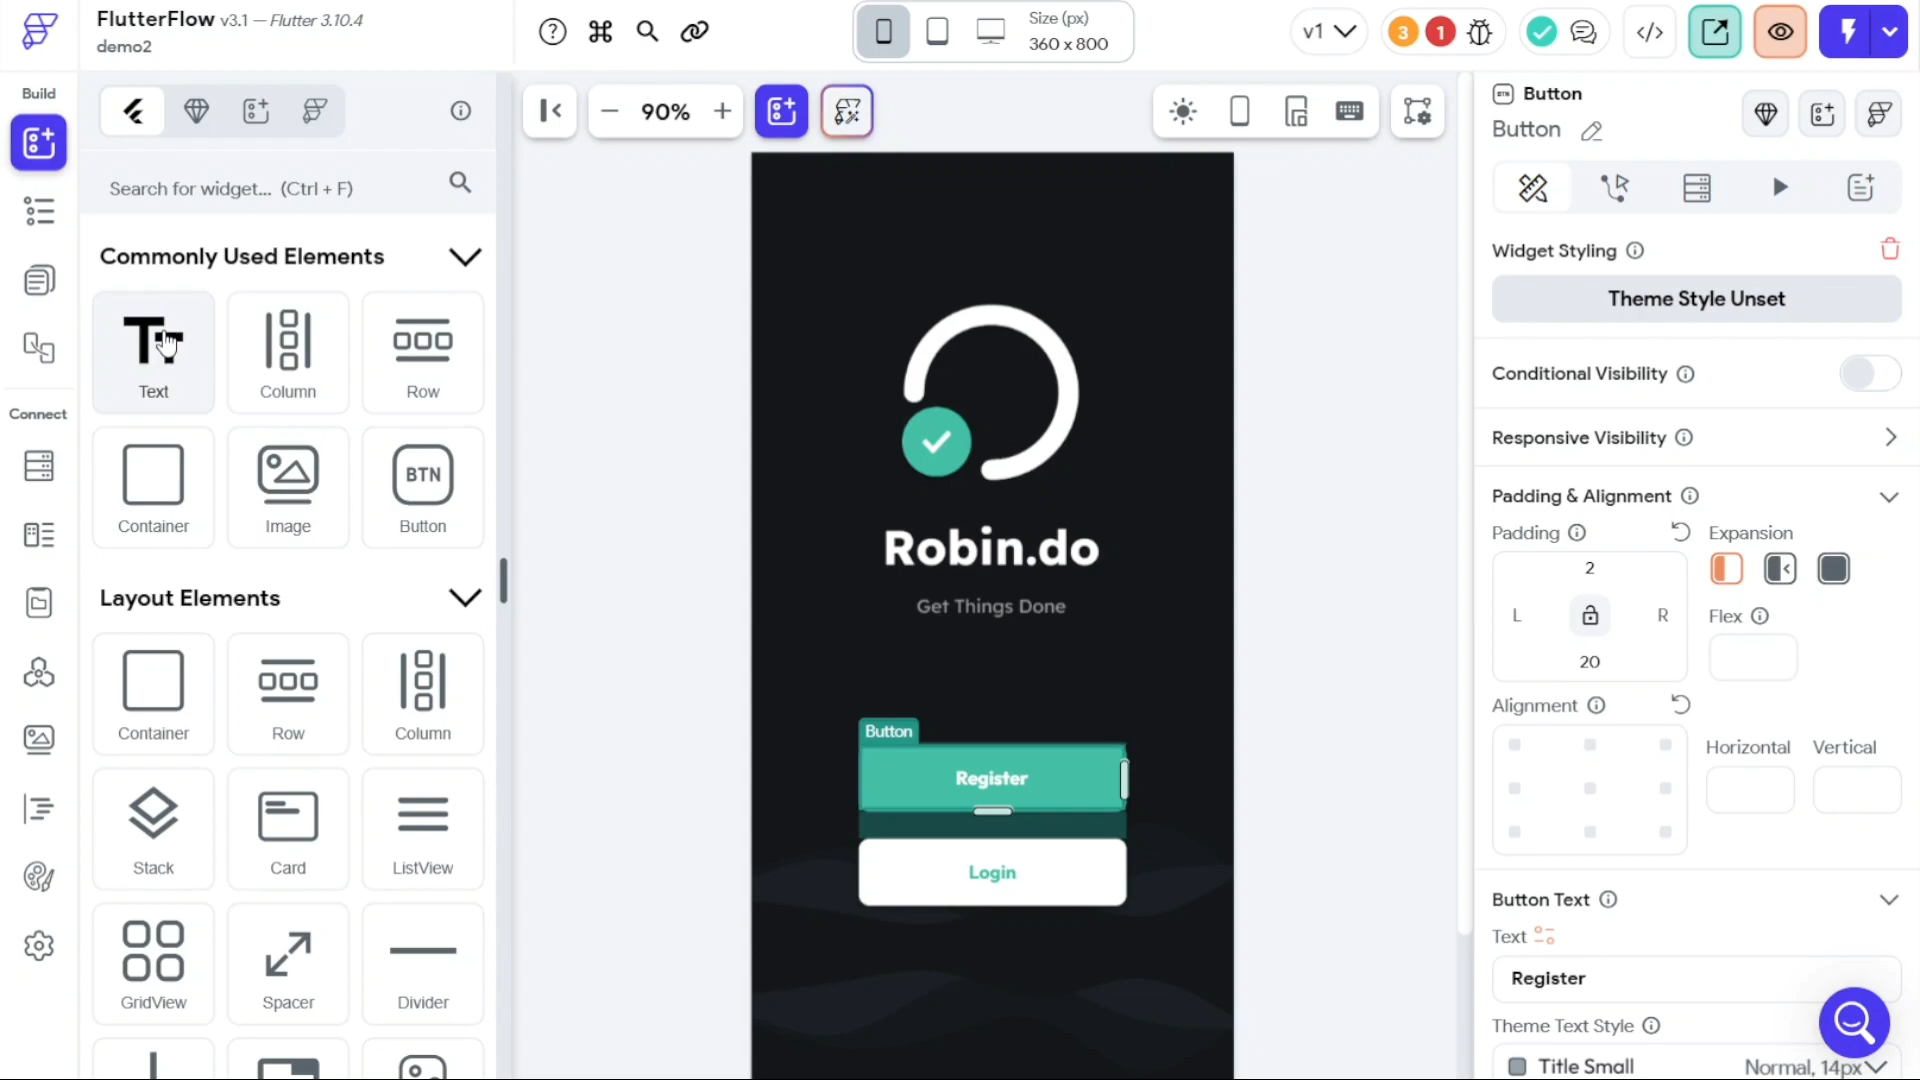 FlutterFlow v3.1 — Flutter 3.10.4
demo2
Size (px)
360 x 800
v1
3
1
Build
Connect
Search for widget... (Ctrl + F)
Commonly Used Elements
Text
Column
Row
Container
Image
BTN
Button
Layout Elements
Container
Row
Column
Stack
Card
ListView
GridView
Spacer
Divider
90%
Robin.do
Get Things Done
Button
Register
Login
BTN
Button
Button
Widget Styling
Theme Style Unset
Conditional Visibility
Responsive Visibility
Padding & Alignment
Padding
Expansion
2
L
R
20
Flex
Alignment
Horizontal
Vertical
Button Text
Text
Register
Theme Text Style
Title Small
Normal, 14px